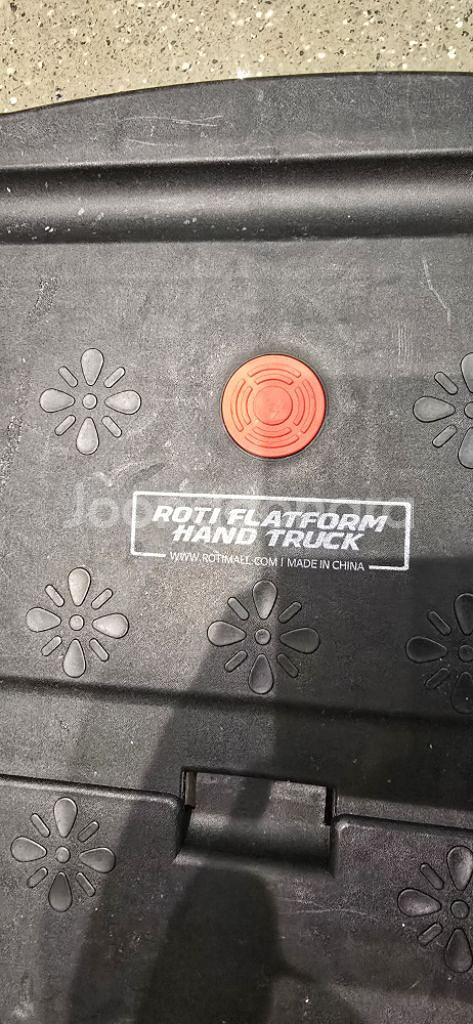 ROTI FLATFORM
HAND TRUCK
WWW.ROTIMALL.COM | MADE IN CHINA